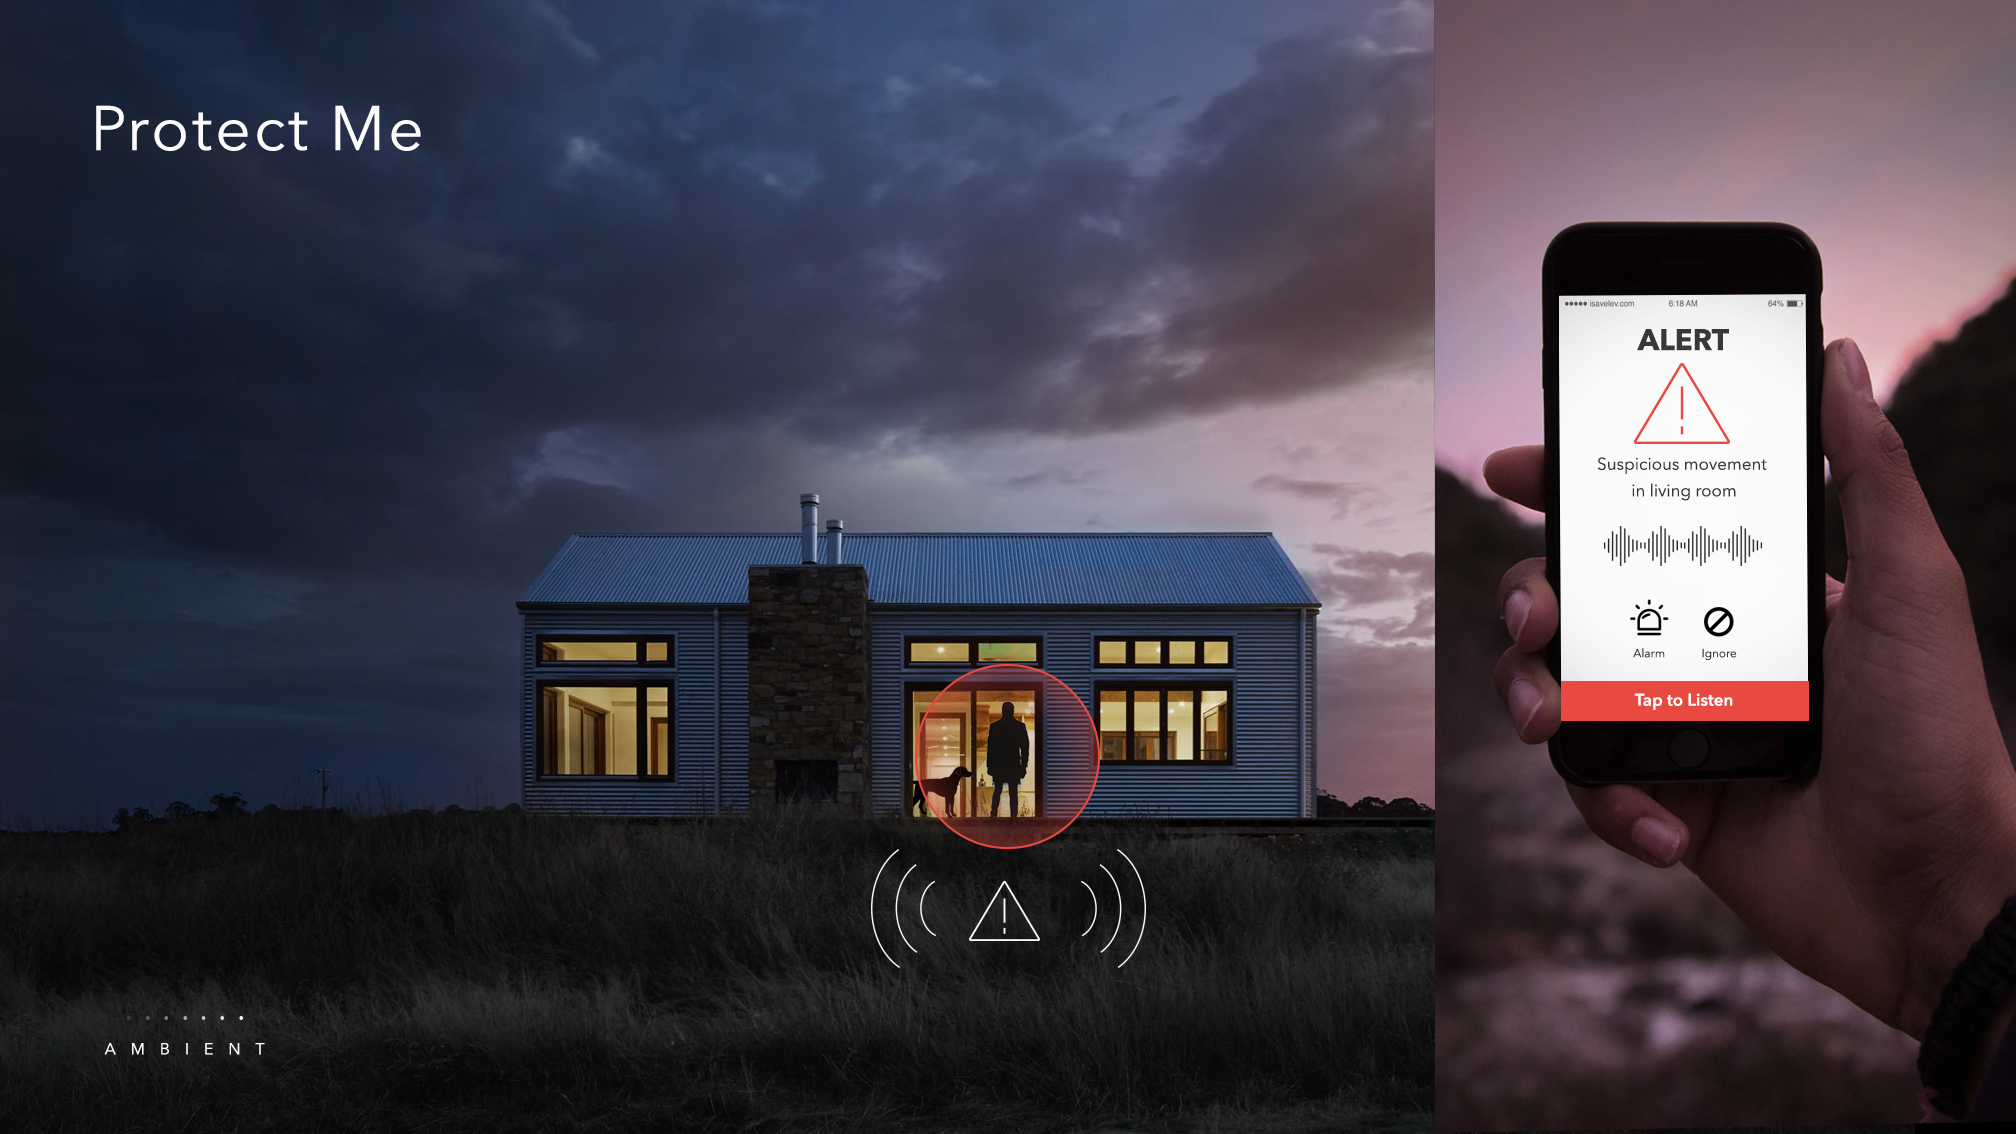 Protect Me
AMBIENT
●●●●● isavelev.com 6:18 AM 64%
ALERT
Suspicious movement
in living room
Alarm Ignore
Tap to Listen